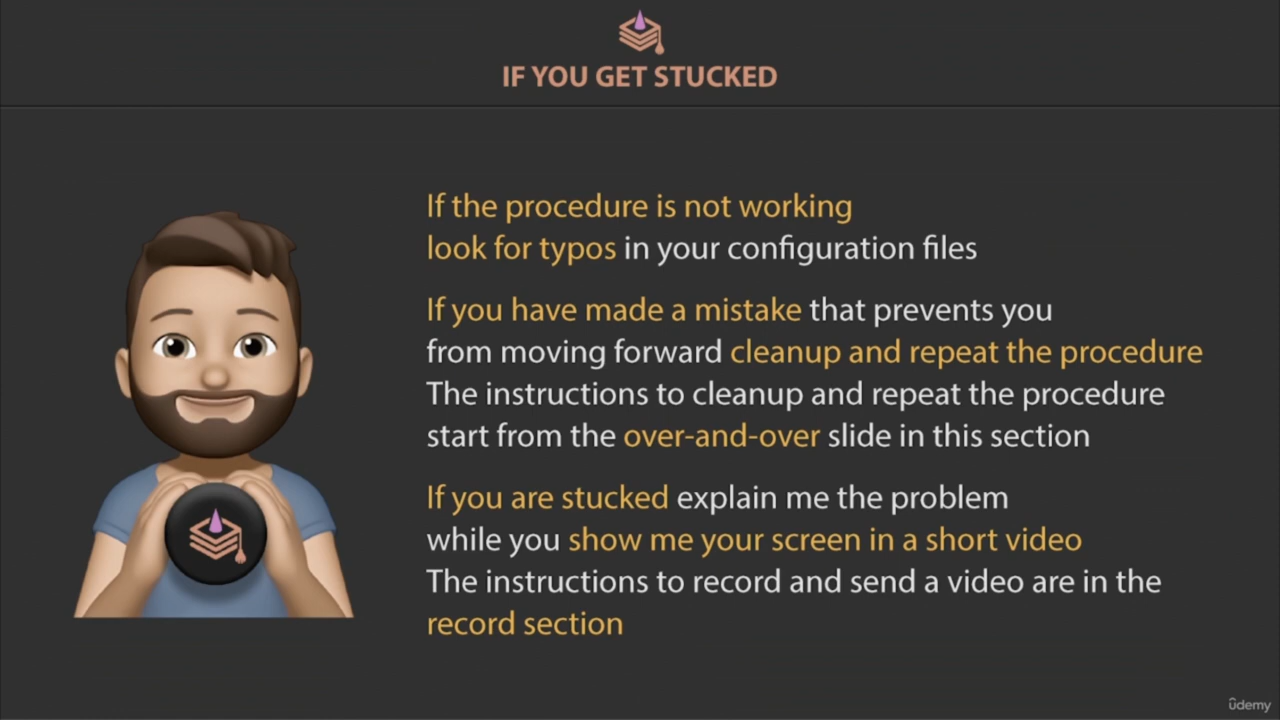 IF YOU GET STUCKED
If the procedure is not working
look for typos in your configuration files
If you have made a mistake that prevents you
from moving forward cleanup and repeat the procedure
The instructions to cleanup and repeat the procedure
start from the over-and-over slide in this section
If you are stucked explain me the problem
while you show me your screen in a short video
The instructions to record and send a video are in the
record section
ûdemy